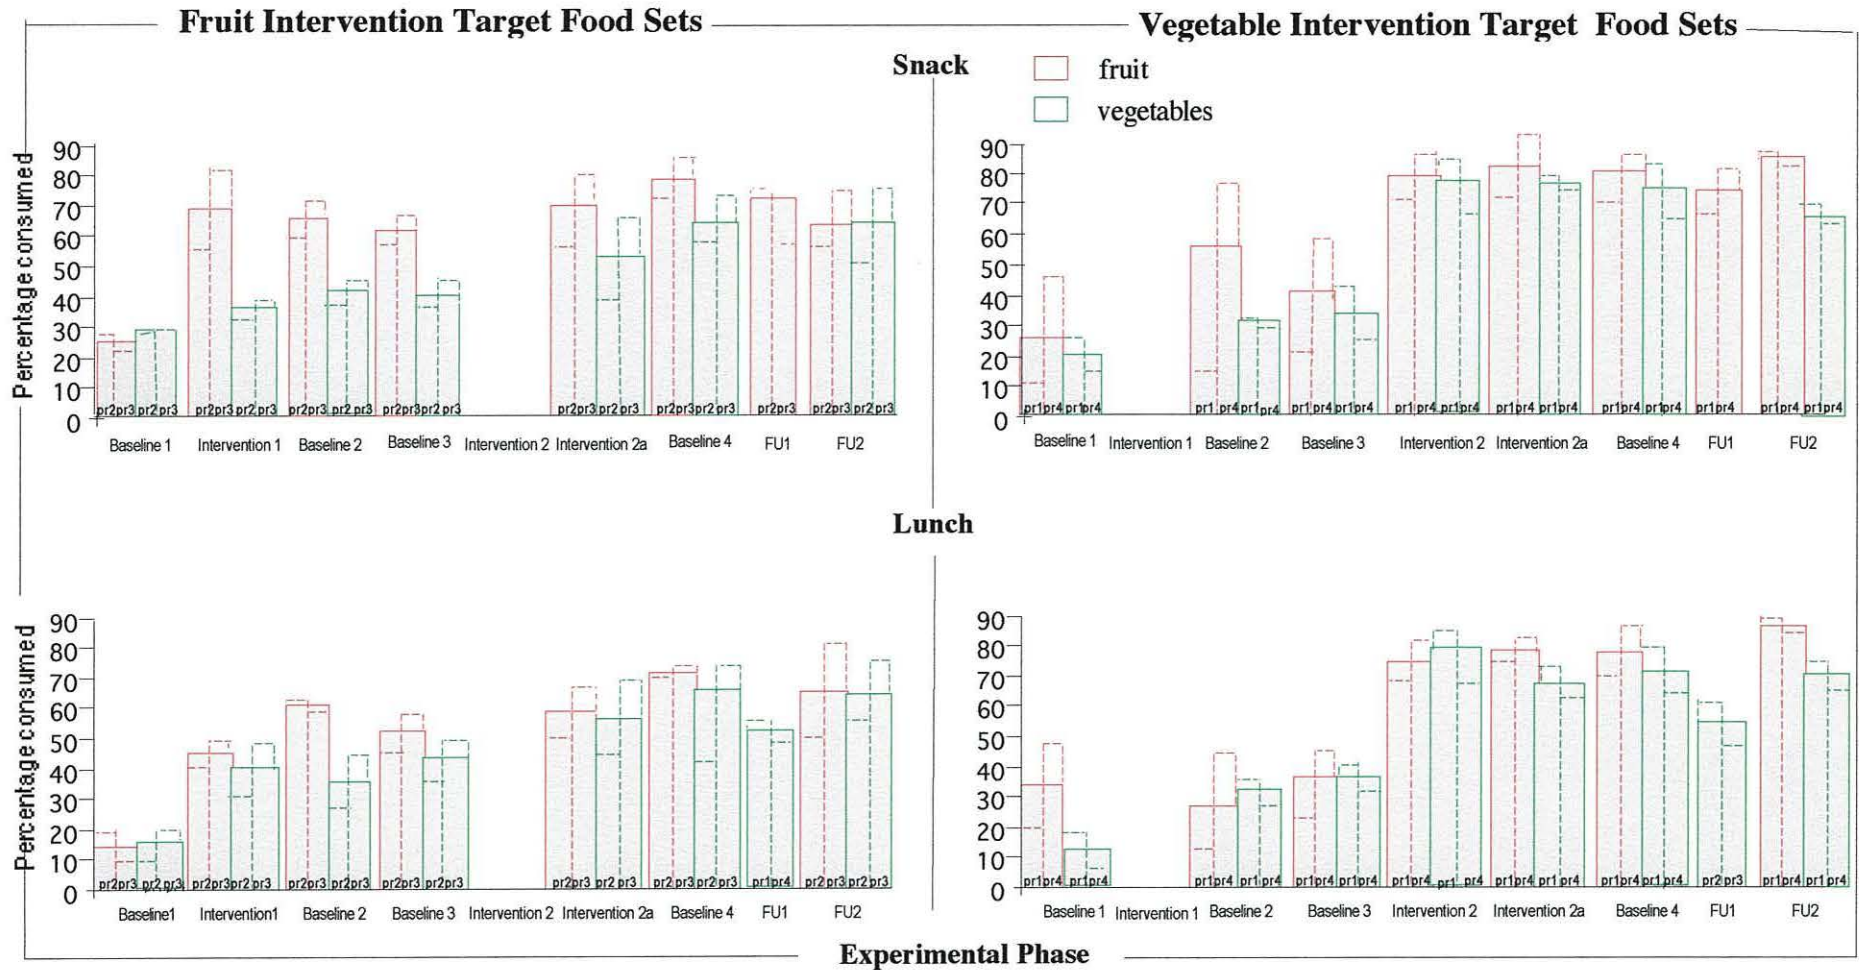 Fruit Intervention Target Food Sets
Vegetable Intervention Target Food Sets
Snack
fruit
vegetables
Percentage consumed
90
80
70
60
50
40
30
20
10
0
pr2pr3 pr2 pr3 pr2pr3 pr2 pr3 pr2pr3 pr2 pr3 pr2pr3 pr2 pr3 pr2pr3 pr2 pr3 pr2pr3 pr2 pr3 pr2pr3 pr2pr3 pr2 pr3
Baseline 1 Intervention 1 Baseline 2 Baseline 3 Intervention 2 Intervention 2a Baseline 4 FU1 FU2
90
80
70
60
50
40
30
20
10
0
pr1pr4 pr1pr4 pr1 pr4 pr1 pr4 pr1 pr4 pr1pr4 pr1 pr4 pr1pr4 pr1pr4 pr1pr4 pr1pr4 pr1pr4 pr1pr4 pr1pr4 pr1pr4
Baseline 1 Intervention 1 Baseline 2 Baseline 3 Intervention 2 Intervention 2a Baseline 4 FU1 FU2
Lunch
Percentage consumed
90
80
70
60
50
40
30
20
10
0
pr2pr3 pr2 pr3 pr2pr3 pr2 pr3 pr2pr3 pr2pr3 pr2pr3 pr2pr3 pr2pr3 pr2 pr3 pr2 pr3 pr2 pr3 pr1pr4 pr2 pr3 pr2 pr3
Baseline1 Intervention1 Baseline 2 Baseline 3 Intervention 2 Intervention 2a Baseline 4 FU1 FU2
90
80
70
60
50
40
30
20
10
0
pr1pr4 pr1pr4 pr1pr4 pr1 pr4 pr1pr4 pr1pr4 pr1pr4 pr1 pr4 pr1pr4 pr1 pr4 pr1pr4 pr1 pr4 pr2 pr3 pr1pr4 pr1 pr4
Baseline 1 Intervention 1 Baseline 2 Baseline 3 Intervention 2 Intervention 2a Baseline 4 FU1 FU2
Experimental Phase